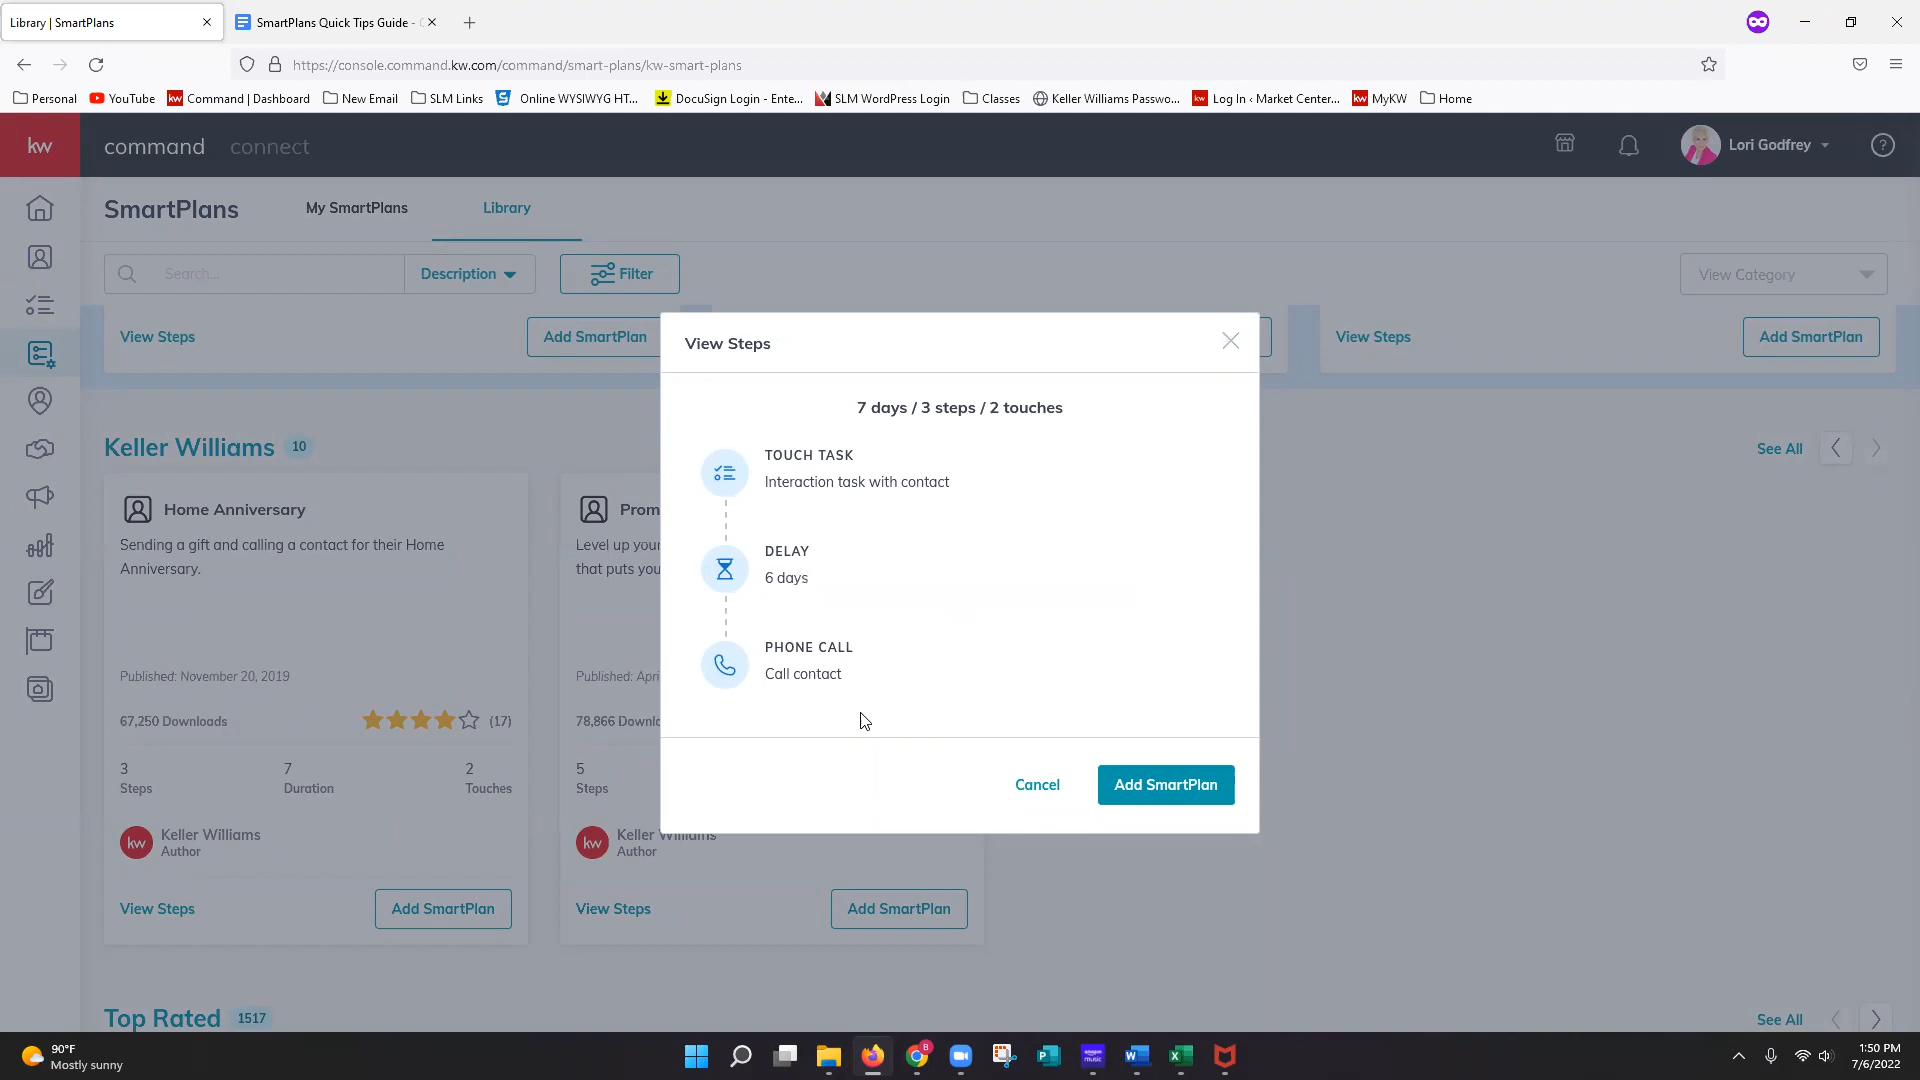 Library | SmartPlans
SmartPlans Quick Tips Guide -
https://console.command.kw.com/command/smart-plans/kw-smart-plans
Personal
YouTube
kw Command | Dashboard
New Email
SLM Links
Online WYSIWYG HT...
DocuSign Login - Ente...
SLM WordPress Login
Classes
Keller Williams Passwo...
kw Log In ‹ Market Center...
kw MyKW
Home
kw
command
connect
Lori Godfrey
SmartPlans
My SmartPlans
Library
Search...
Description
Filter
View Category
View Steps
Add SmartPlan
View Steps
Add SmartPlan
View Steps
7 days / 3 steps / 2 touches
TOUCH TASK
Interaction task with contact
DELAY
6 days
PHONE CALL
Call contact
Cancel
Add SmartPlan
Keller Williams 10
See All
Home Anniversary
Sending a gift and calling a contact for their Home
Anniversary.
Published: November 20, 2019
67,250 Downloads
(17)
3
Steps
7
Duration
2
Touches
kw
Keller Williams
Author
View Steps
Add SmartPlan
Prom
Level up your
that puts you
Published: Apri
78,866 Downlo
5
Steps
kw
Keller Williams
Author
View Steps
Add SmartPlan
Top Rated 1517
See All
90°F
Mostly sunny
1:50 PM
7/6/2022